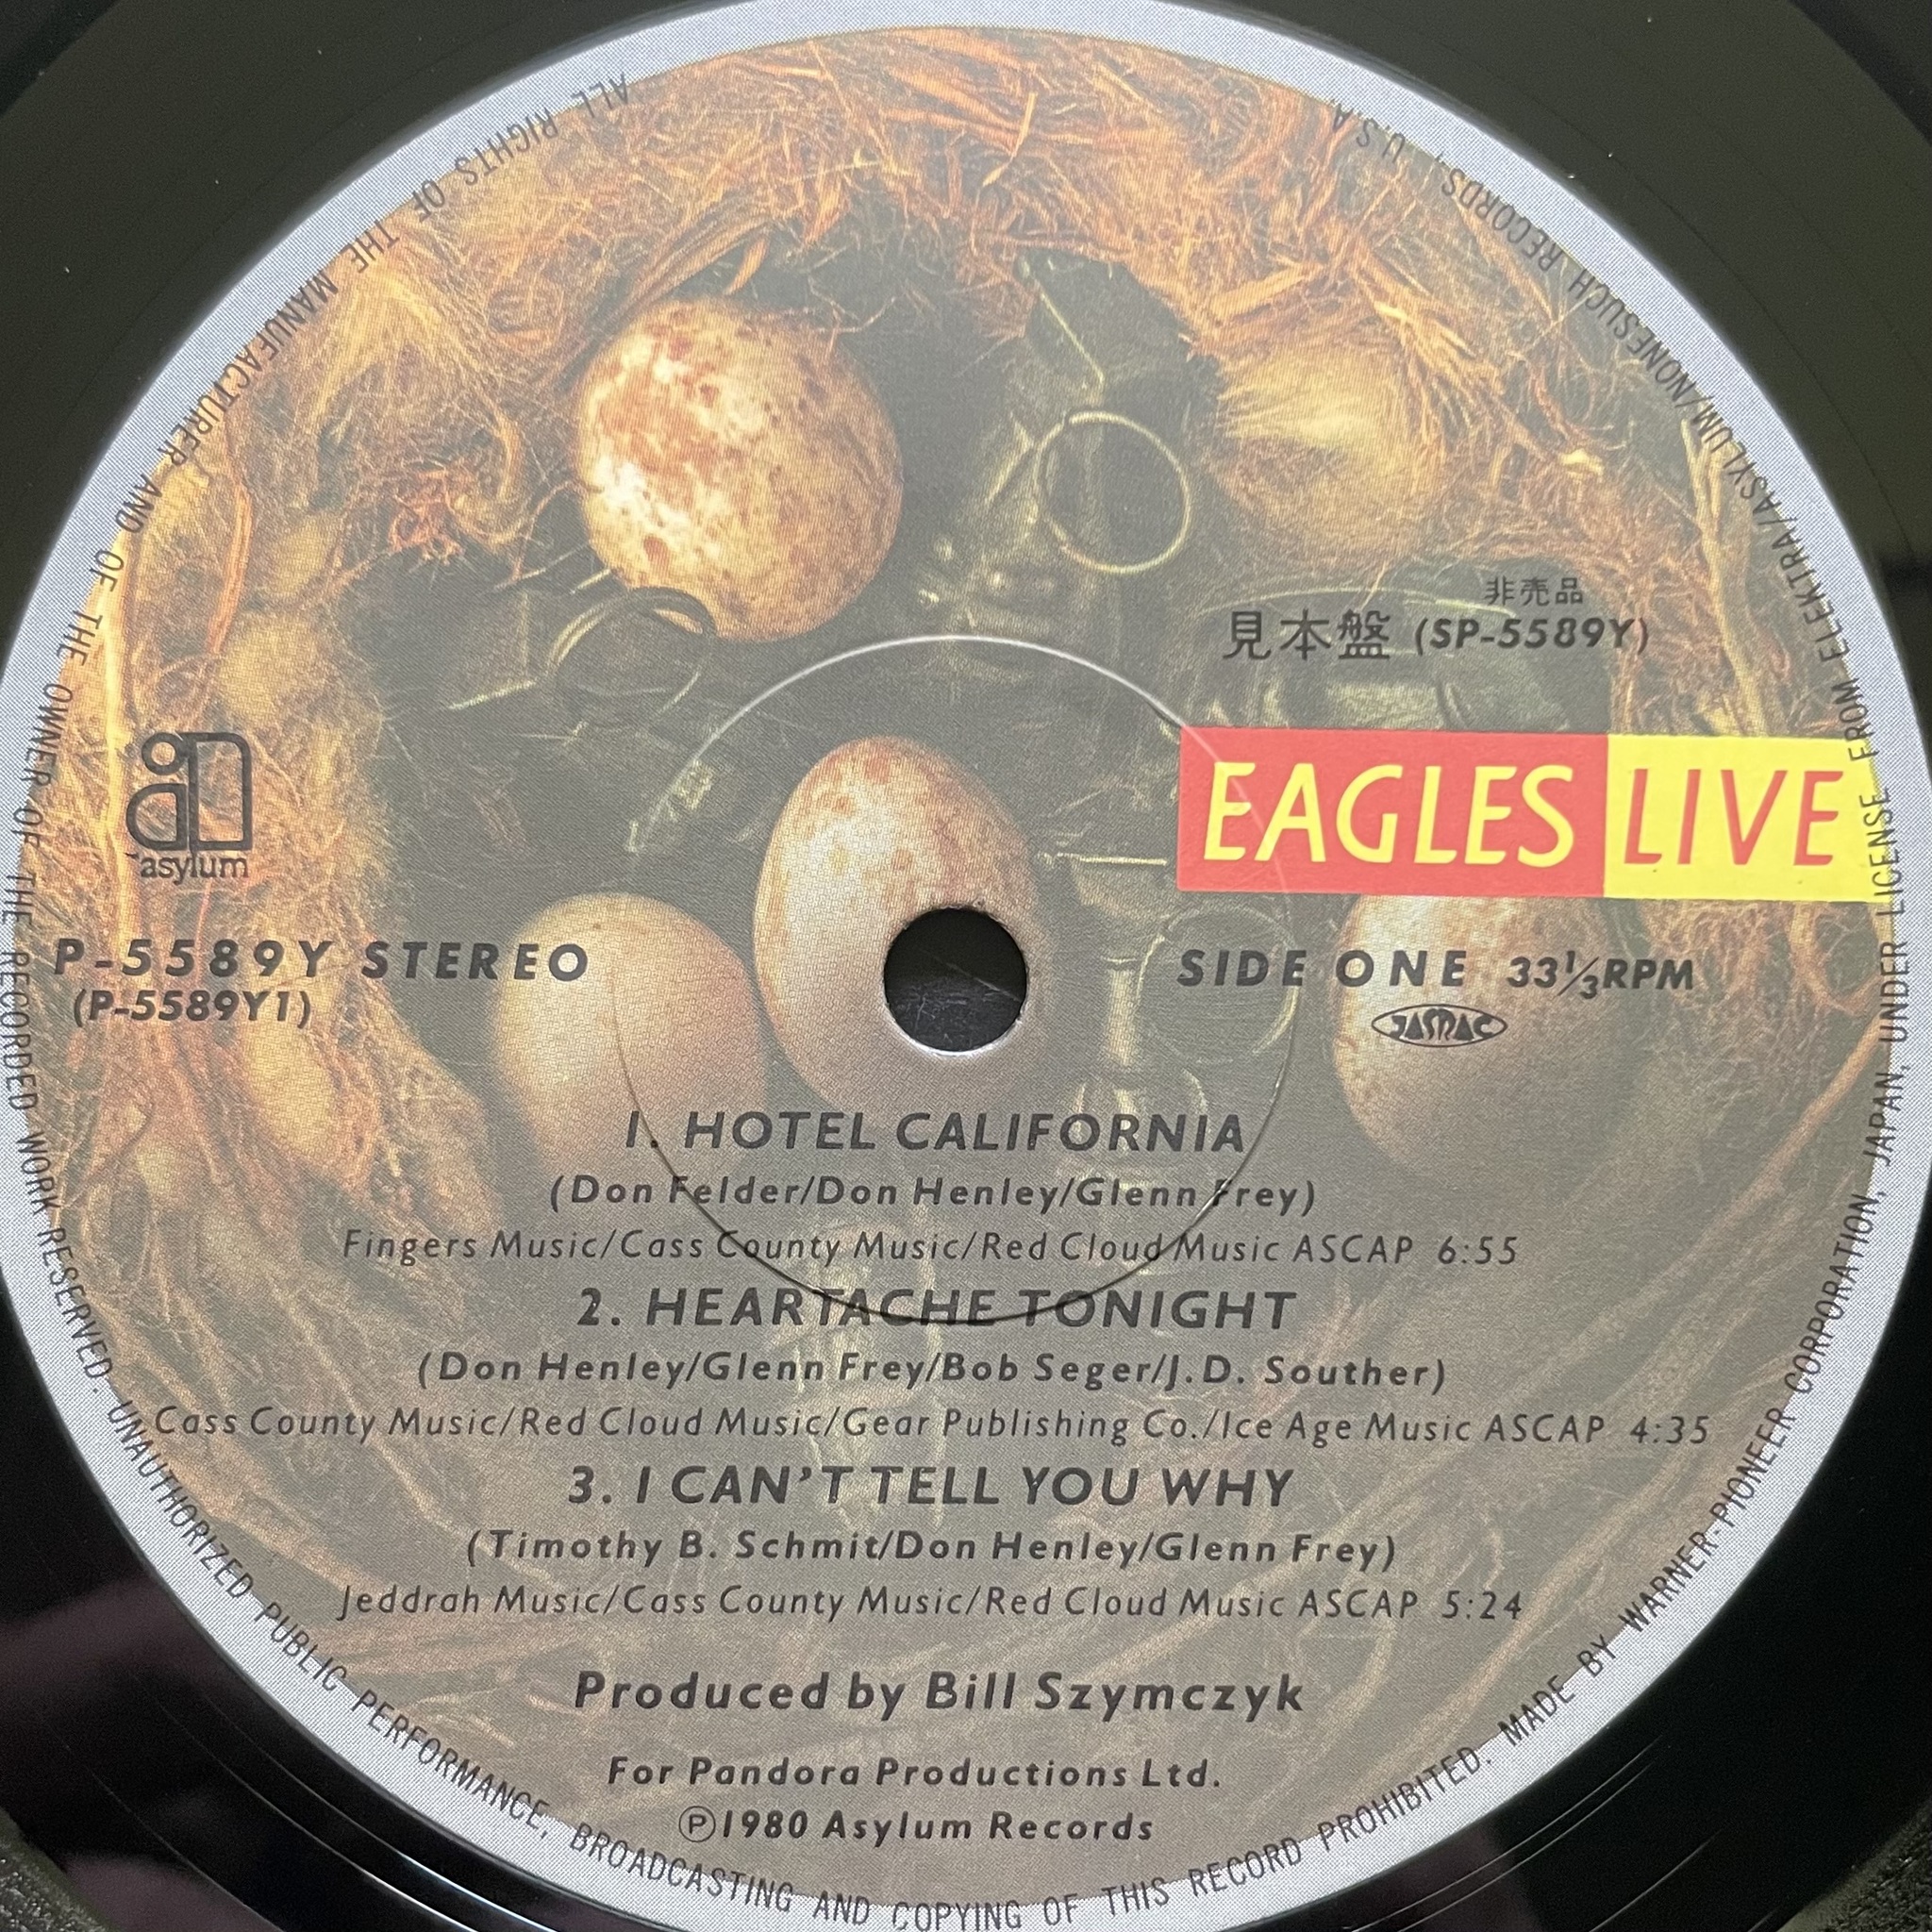 非売品
見本盤 (SP-5589Y)
asylum
EAGLES LIVE
P-5589Y STEREO
(P-5589Y1)
SIDE ONE 33⅓RPM
JASRAC
1. HOTEL CALIFORNIA
(Don Felder/Don Henley/Glenn Frey)
Fingers Music/Cass County Music/Red Cloud Music ASCAP 6:55
2. HEARTACHE TONIGHT
(Don Henley/Glenn Frey/Bob Seger/J.D. Souther)
Cass County Music/Red Cloud Music/Gear Publishing Co./Ice Age Music ASCAP 4:35
3. I CAN'T TELL YOU WHY
(Timothy B. Schmit/Don Henley/Glenn Frey)
Jeddrah Music/Cass County Music/Red Cloud Music ASCAP 5:24
Produced by Bill Szymczyk
For Pandora Productions Ltd.
Ⓟ1980 Asylum Records
ALL RIGHTS OF THE MANUFACTURER AND OF THE OWNER OF THE RECORDED WORK RESERVED. UNAUTHORIZED PUBLIC PERFORMANCE, BROADCASTING AND COPYING OF THIS RECORD PROHIBITED. MADE BY WARNER-PIONEER CORPORATION, JAPAN, UNDER LICENSE FROM ELEKTRA/ASYLUM/NONESUCH RECORDS, U.S.A.